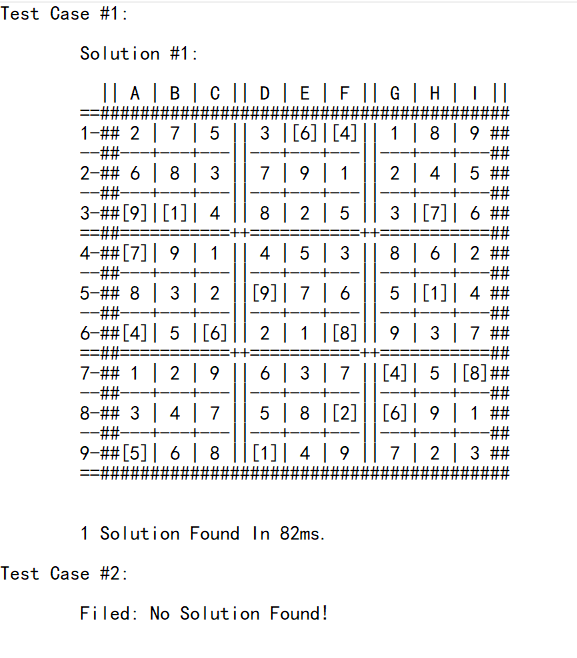 Test Case #1:
Solution #1:
|| A | B | C || D | E | F || G | H | I ||
==#########################################
1-## 2 | 7 | 5 || 3 |[6]|[4]|| 1 | 8 | 9 ##
--##---+---+---||---+---+---||---+---+---##
2-## 6 | 8 | 3 || 7 | 9 | 1 || 2 | 4 | 5 ##
--##---+---+---||---+---+---||---+---+---##
3-##[9]|[1]| 4 || 8 | 2 | 5 || 3 |[7]| 6 ##
==##===========++===========++===========##
4-##[7]| 9 | 1 || 4 | 5 | 3 || 8 | 6 | 2 ##
--##---+---+---||---+---+---||---+---+---##
5-## 8 | 3 | 2 ||[9]| 7 | 6 || 5 |[1]| 4 ##
--##---+---+---||---+---+---||---+---+---##
6-##[4]| 5 |[6]|| 2 | 1 |[8]|| 9 | 3 | 7 ##
==##===========++===========++===========##
7-## 1 | 2 | 9 || 6 | 3 | 7 ||[4]| 5 |[8]##
--##---+---+---||---+---+---||---+---+---##
8-## 3 | 4 | 7 || 5 | 8 |[2]||[6]| 9 | 1 ##
--##---+---+---||---+---+---||---+---+---##
9-##[5]| 6 | 8 ||[1]| 4 | 9 || 7 | 2 | 3 ##
==#########################################
1 Solution Found In 82ms.
Test Case #2:
Filed: No Solution Found!